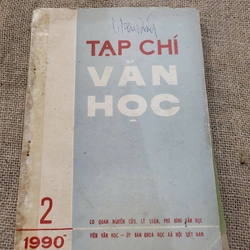 TẠP CHÍ
VĂN
HỌC
2
1990
CƠ QUAN NGHIÊN CỨU, LÝ LUẬN, PHÊ BÌNH VĂN HỌC
VIỆN VĂN HỌC - ỦY BAN KHOA HỌC XÃ HỘI VIỆT NAM